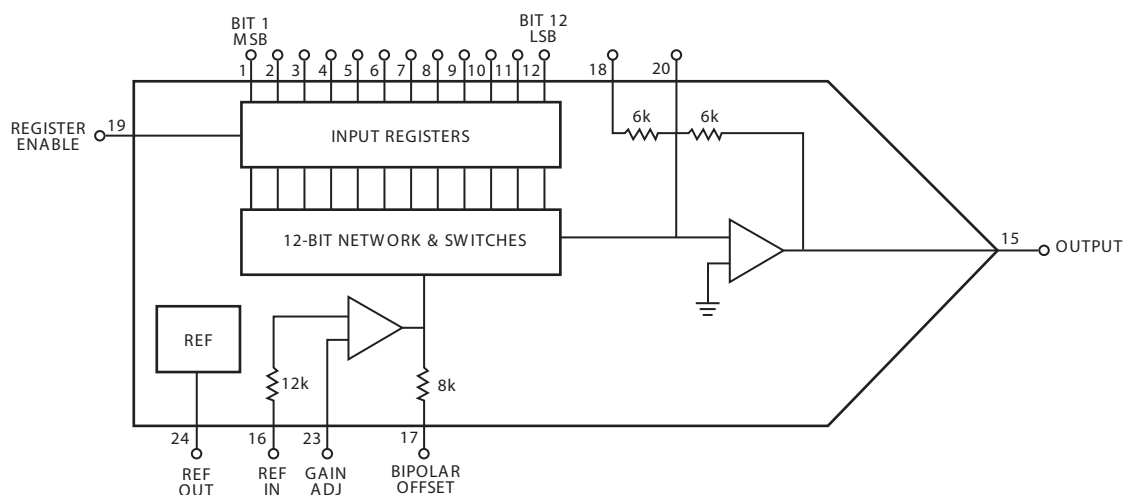 BIT 1
MSB
BIT 12
LSB
1 2 3 4 5 6 7 8 9 10 11 12
18
20
6k 6k
REGISTER
ENABLE
19
INPUT REGISTERS
12-BIT NETWORK & SWITCHES
15
OUTPUT
REF
12k
8k
24
16
23
17
REF
OUT
REF
IN
GAIN
ADJ
BIPOLAR
OFFSET